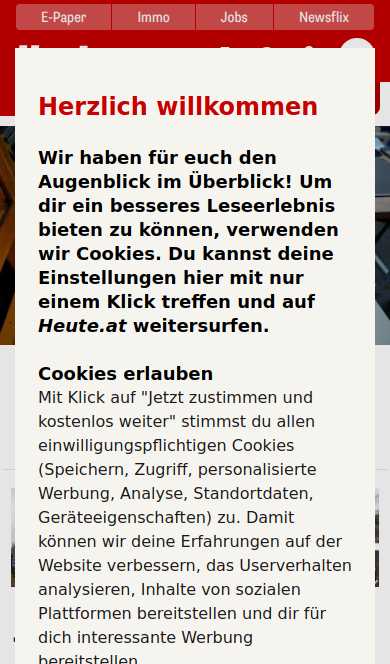 E-Paper Immo Jobs Newsflix
Herzlich willkommen
Wir haben für euch den
Augenblick im Überblick! Um
dir ein besseres Leseerlebnis
bieten zu können, verwenden
wir Cookies. Du kannst deine
Einstellungen hier mit nur
einem Klick treffen und auf
Heute.at weitersurfen.
Cookies erlauben
Mit Klick auf "Jetzt zustimmen und
kostenlos weiter" stimmst du allen
einwilligungspflichtigen Cookies
(Speichern, Zugriff, personalisierte
Werbung, Analyse, Standortdaten,
Geräteeigenschaften) zu. Damit
können wir deine Erfahrungen auf der
Website verbessern, das Userverhalten
analysieren, Inhalte von sozialen
Plattformen bereitstellen und dir für
dich interessante Werbung
bereitstellen